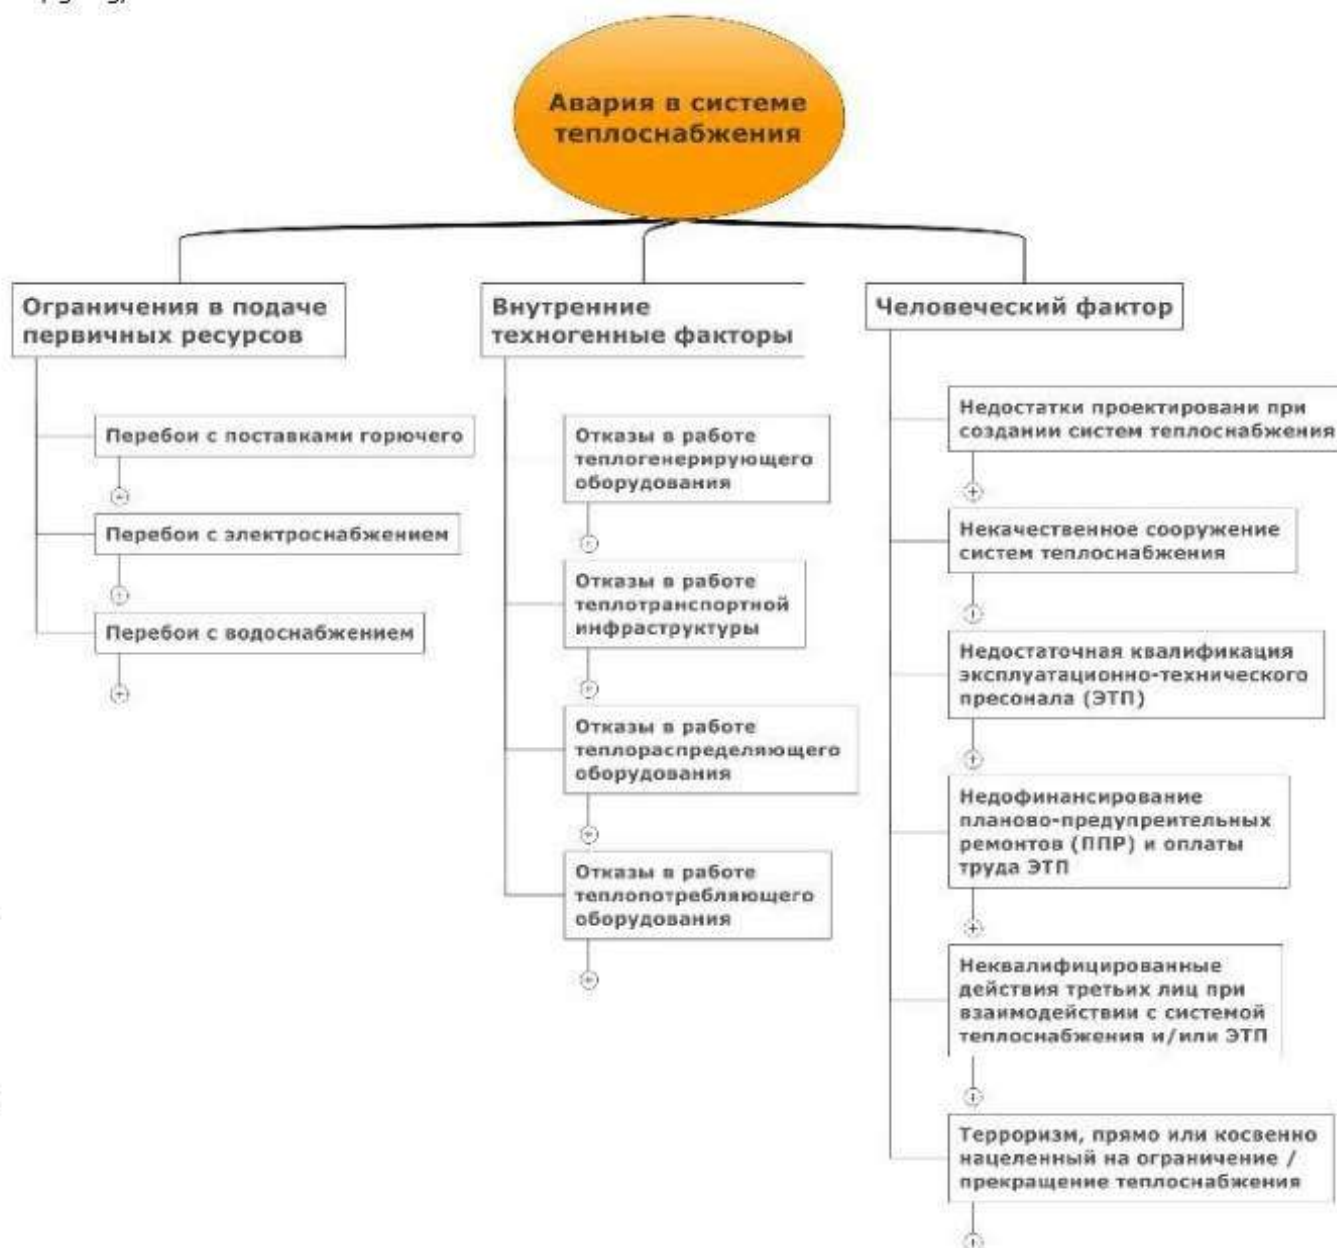 Авария в системе
теплоснабжения
Ограничения в подаче
первичных ресурсов
Перебои с поставками горючего
Перебои с электроснабжением
Перебои с водоснабжением
Внутренние
техногенные факторы
Отказы в работе
теплогенерирующего
оборудования
Отказы в работе
теплотранспортной
инфраструктуры
Отказы в работе
теплораспределяющего
оборудования
Отказы в работе
теплопотребляющего
оборудования
Человеческий фактор
Недостатки проектировани при
создании систем теплоснабжения
Некачественное сооружение
систем теплоснабжения
Недостаточная квалификация
эксплуатационно-технического
пресонала (ЭТП)
Недофинансирование
планово-предупреительных
ремонтов (ППР) и оплаты
труда ЭТП
Неквалифицированные
действия третьих лиц при
взаимодействии с системой
теплоснабжения и/или ЭТП
Терроризм, прямо или косвенно
нацеленный на ограничение /
прекращение теплоснабжения